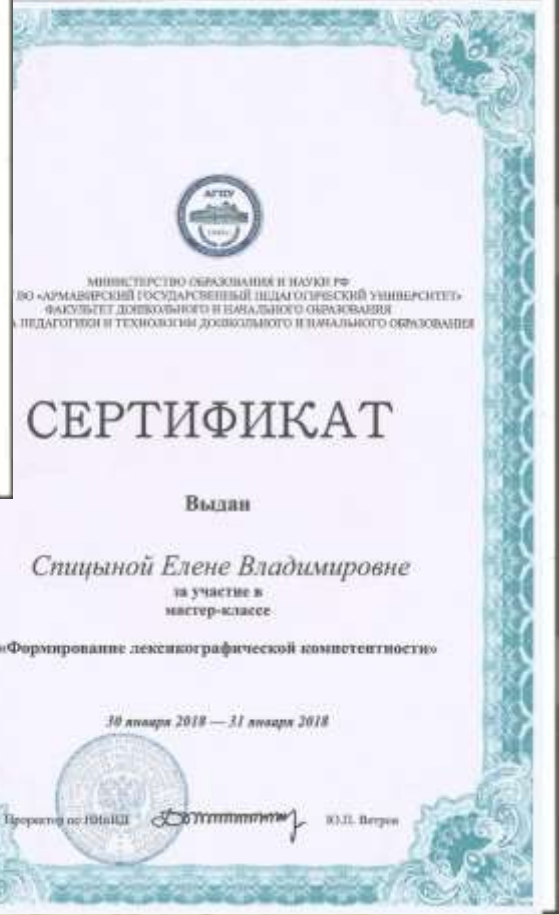 АГПУ
МИНИСТЕРСТВО ОБРАЗОВАНИЯ И НАУКИ РФ
ВО «АРМАВИРСКИЙ ГОСУДАРСТВЕННЫЙ ПЕДАГОГИЧЕСКИЙ УНИВЕРСИТЕТ»
ФАКУЛЬТЕТ ДОШКОЛЬНОГО И НАЧАЛЬНОГО ОБРАЗОВАНИЯ
ПЕДАГОГИКИ И ТЕХНОЛОГИИ ДОШКОЛЬНОГО И НАЧАЛЬНОГО ОБРАЗОВАНИЯ
СЕРТИФИКАТ
Выдан
Спицыной Елене Владимировне
за участие в
мастер-классе
«Формирование лексикографической компетентности»
30 января 2018 — 31 января 2018
Проректор по НИиИД Ю.П. Ветров